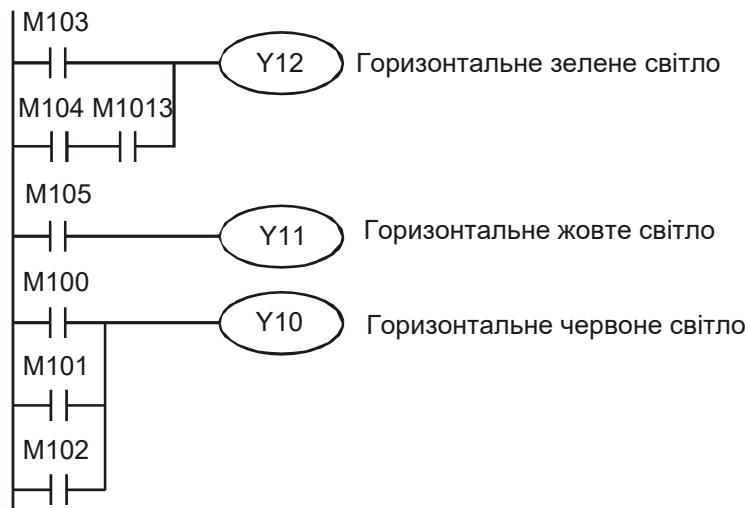 M103
Y12 Горизонтальне зелене світло
M104 M1013
M105
Y11 Горизонтальне жовте світло
M100
Y10 Горизонтальне червоне світло
M101
M102